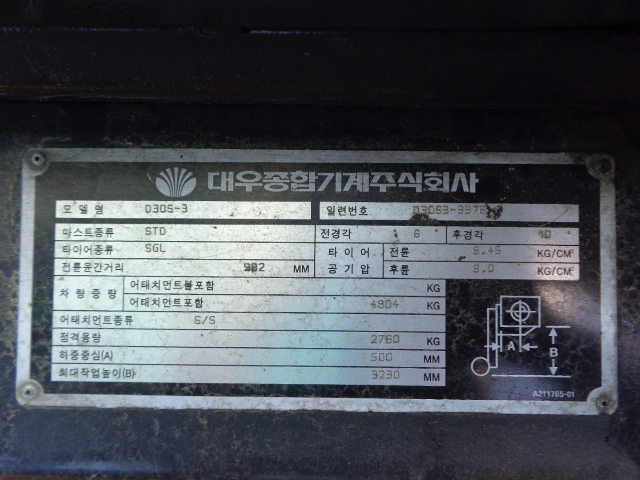 대우종합기계주식회사
모델명 D30S-3 일련번호
마스트종류 STD 전경각 6° 후경각 10°
타이어종류 SGL 타이어 전륜 8.45 KG/CM²
전륜윤간거리 982 MM 공기압 후륜 8.0 KG/CM²
차량중량 어태치먼트불포함 KG
어태치먼트포함 4804 KG
어태치먼트종류 S/S
정격용량 2760 KG
하중중심(A) 500 MM
최대작업높이(B) 3230 MM
A B
A211765-01